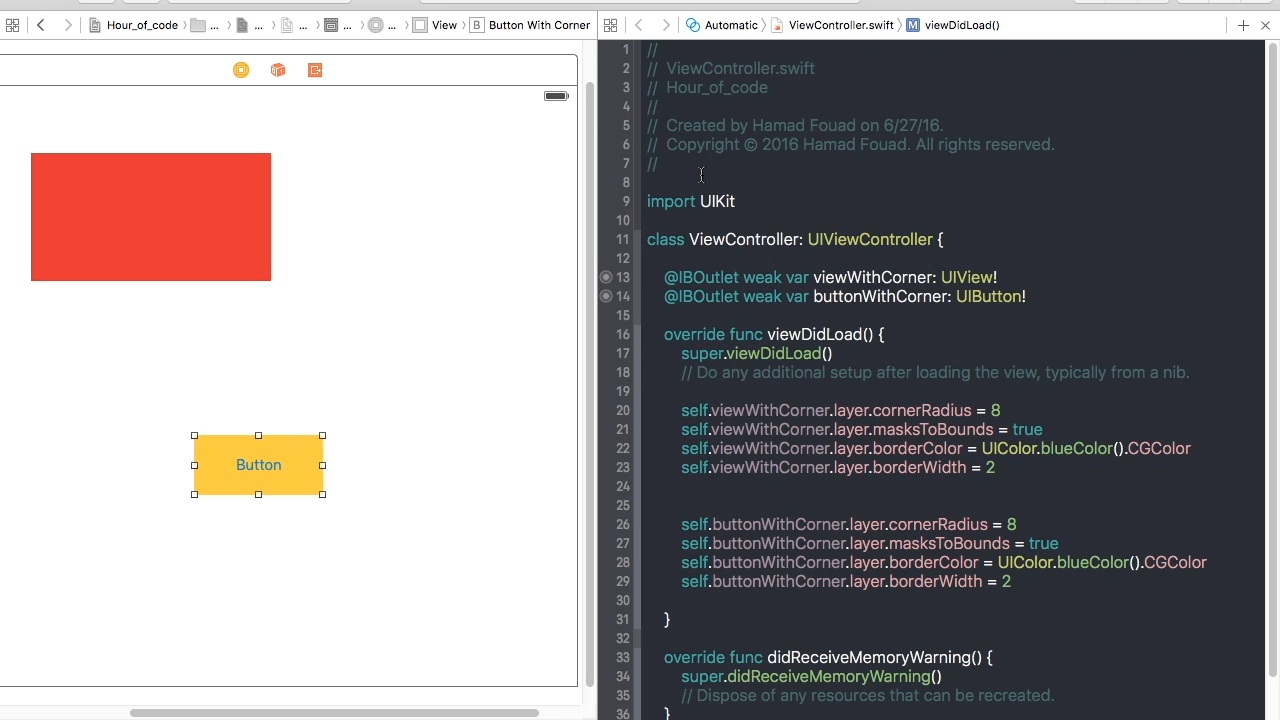 Hour_of_code ... ... ... ... ... View B Button With Corner
Automatic ViewController.swift M viewDidLoad()
Button
1 //
2 // ViewController.swift
3 // Hour_of_code
4 //
5 // Created by Hamad Fouad on 6/27/16.
6 // Copyright © 2016 Hamad Fouad. All rights reserved.
7 //
8
9 import UIKit
10
11 class ViewController: UIViewController {
12
13 @IBOutlet weak var viewWithCorner: UIView!
14 @IBOutlet weak var buttonWithCorner: UIButton!
15
16 override func viewDidLoad() {
17 super.viewDidLoad()
18 // Do any additional setup after loading the view, typically from a nib.
19
20 self.viewWithCorner.layer.cornerRadius = 8
21 self.viewWithCorner.layer.masksToBounds = true
22 self.viewWithCorner.layer.borderColor = UIColor.blueColor().CGColor
23 self.viewWithCorner.layer.borderWidth = 2
24
25
26 self.buttonWithCorner.layer.cornerRadius = 8
27 self.buttonWithCorner.layer.masksToBounds = true
28 self.buttonWithCorner.layer.borderColor = UIColor.blueColor().CGColor
29 self.buttonWithCorner.layer.borderWidth = 2
30
31 }
32
33 override func didReceiveMemoryWarning() {
34 super.didReceiveMemoryWarning()
35 // Dispose of any resources that can be recreated.
36 }